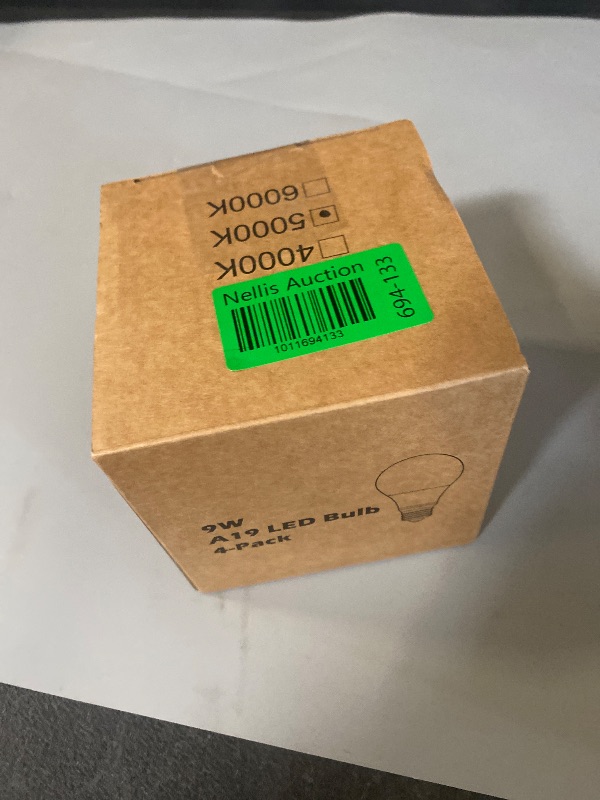 6000K
5000K
4000K
Nellis Auction
1011694133
694-133
9W
A19 LED Bulb
4-Pack